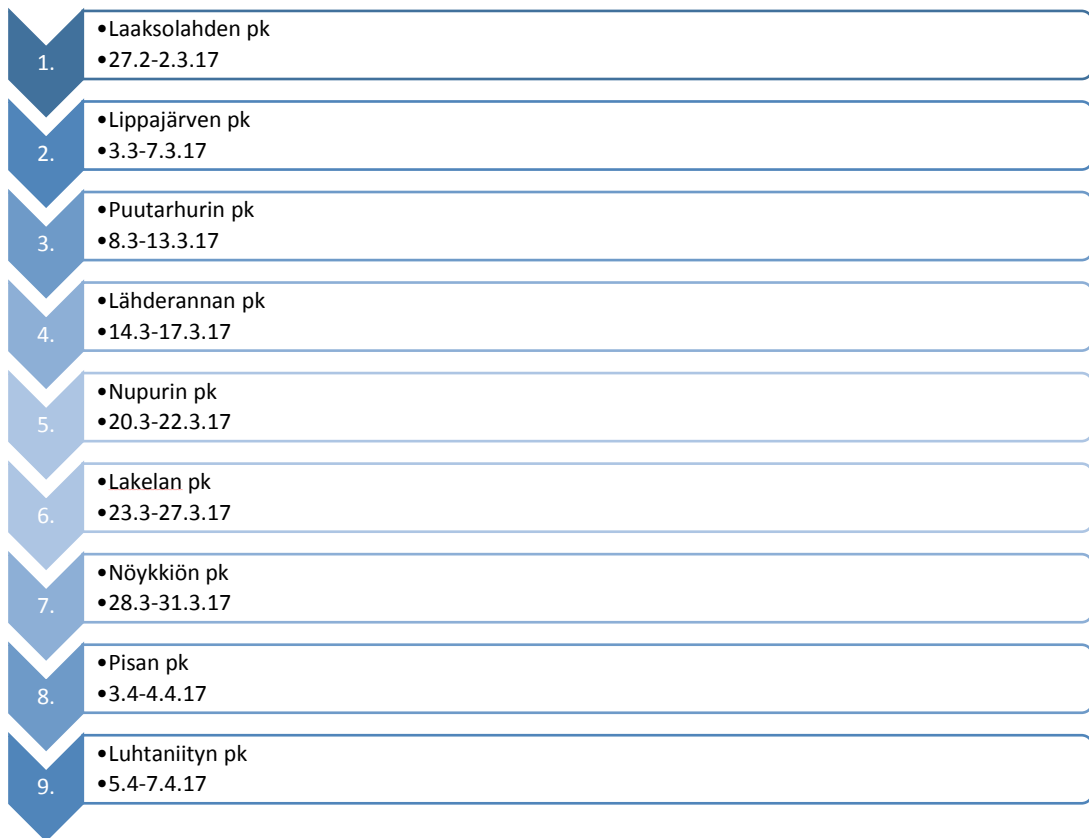 1.
•Laaksolahden pk
•27.2-2.3.17
2.
•Lippajärven pk
•3.3-7.3.17
3.
•Puutarhurin pk
•8.3-13.3.17
4.
•Lähderannan pk
•14.3-17.3.17
5.
•Nupurin pk
•20.3-22.3.17
6.
•Lakelan pk
•23.3-27.3.17
7.
•Nöykkiön pk
•28.3-31.3.17
8.
•Pisan pk
•3.4-4.4.17
9.
•Luhtaniityn pk
•5.4-7.4.17